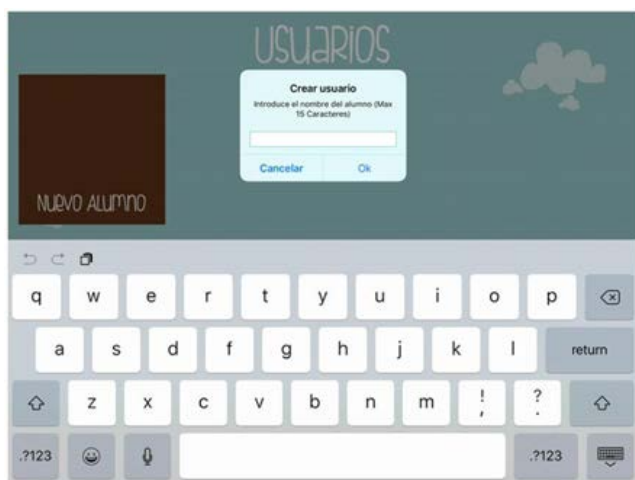 USUARIOS
Crear usuario
Introduce el nombre del alumno (Max
15 Caracteres)
Cancelar Ok
NUEVO ALUMNO
q w e r t y u i o p
a s d f g h j k l return
z x c v b n m ! , ? .
.?123 .?123